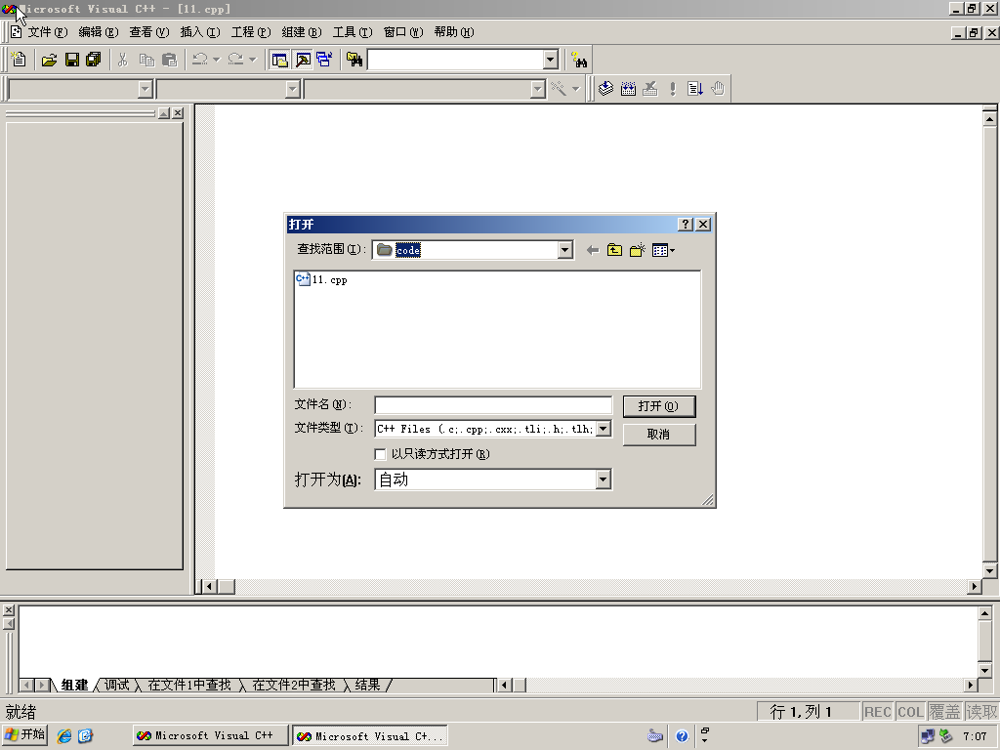 Microsoft Visual C++ - [11.cpp]
文件(F) 编辑(E) 查看(V) 插入(I) 工程(P) 组建(B) 工具(T) 窗口(W) 帮助(H)
打开
查找范围(I): code
11.cpp
文件名(N): 打开(O)
文件类型(T): C++ Files (.c;.cpp;.cxx;.tli;.h;.tlh; 取消
以只读方式打开(R)
打开为(A): 自动
组建 调试 在文件1中查找 在文件2中查找 结果
就绪 行 1, 列 1 REC COL 覆盖 读取
开始 Microsoft Visual C++ Microsoft Visual C+... 7:07